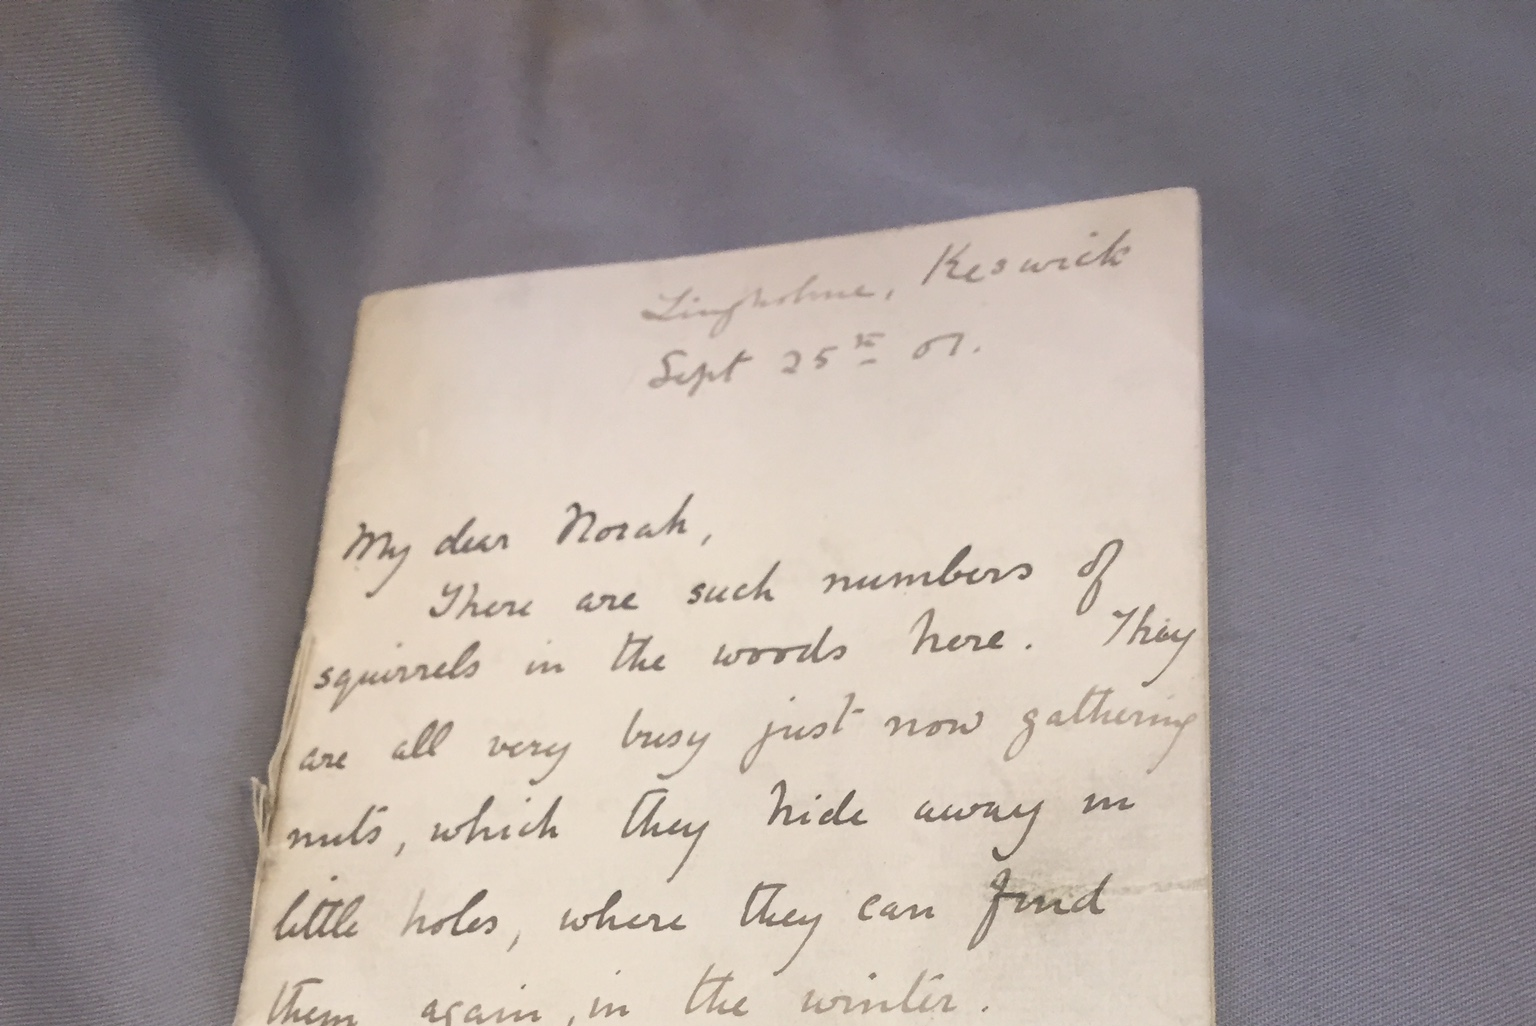 Lingholme, Keswick
Sept 25th 01.
My dear Norah,
There are such numbers of
squirrels in the woods here. They
are all very busy just now gathering
nuts, which they hide away in
little holes, where they can find
them again, in the winter.